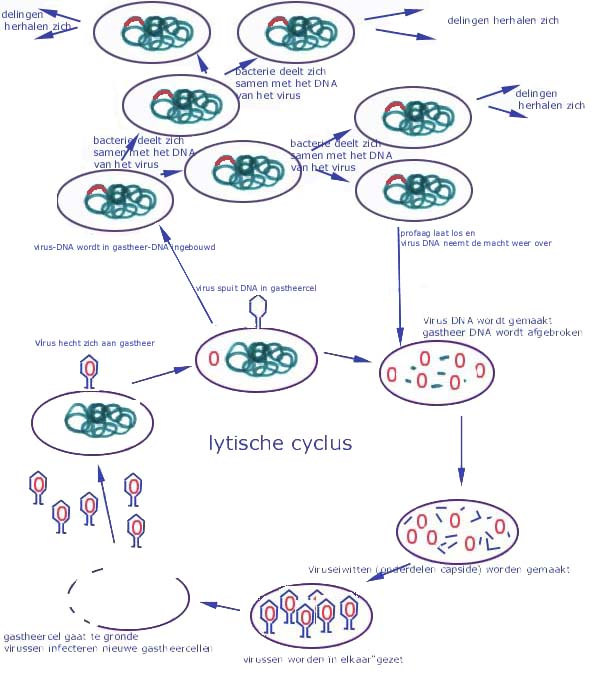 delingen
herhalen zich
delingen herhalen zich
bacterie deelt zich
samen met het DNA
van het virus
delingen
herhalen zich
bacterie deelt zich
samen met het DNA
van het virus
bacterie deelt zich
samen met het DNA
van het virus
virus-DNA wordt in gastheer-DNA ingebouwd
profaag laat los en
virus DNA neemt de macht weer over
virus spuit DNA in gastheercel
Virus DNA wordt gemaakt
gastheer DNA wordt afgebroken
Virus hecht zich aan gastheer
lytische cyclus
Viruseiwitten (onderdelen capside) worden gemaakt
gastheercel gaat te gronde
virussen infecteren nieuwe gastheercellen
virussen worden in elkaar "gezet